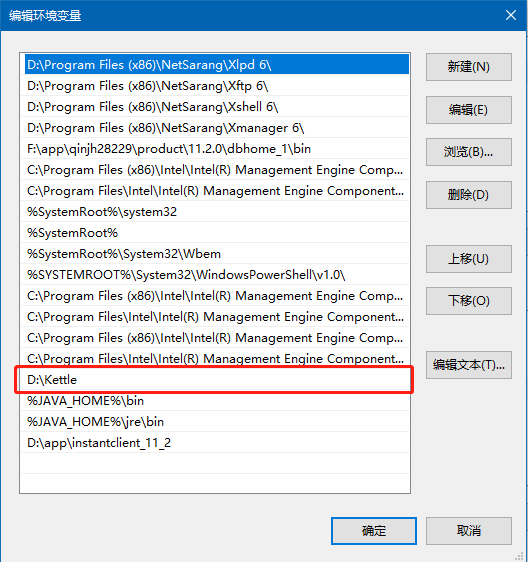 编辑环境变量
D:\Program Files (x86)\NetSarang\Xlpd 6\
D:\Program Files (x86)\NetSarang\Xftp 6\
D:\Program Files (x86)\NetSarang\Xshell 6\
D:\Program Files (x86)\NetSarang\Xmanager 6\
F:\app\qinjh28229\product\11.2.0\dbhome_1\bin
C:\Program Files (x86)\Intel\Intel(R) Management Engine Comp...
C:\Program Files\Intel\Intel(R) Management Engine Component...
%SystemRoot%\system32
%SystemRoot%
%SystemRoot%\System32\Wbem
%SYSTEMROOT%\System32\WindowsPowerShell\v1.0\
C:\Program Files (x86)\Intel\Intel(R) Management Engine Comp...
C:\Program Files\Intel\Intel(R) Management Engine Component...
C:\Program Files (x86)\Intel\Intel(R) Management Engine Comp...
C:\Program Files\Intel\Intel(R) Management Engine Component...
D:\Kettle
%JAVA_HOME%\bin
%JAVA_HOME%\jre\bin
D:\app\instantclient_11_2
新建(N)
编辑(E)
浏览(B)...
删除(D)
上移(U)
下移(O)
编辑文本(T)...
确定
取消